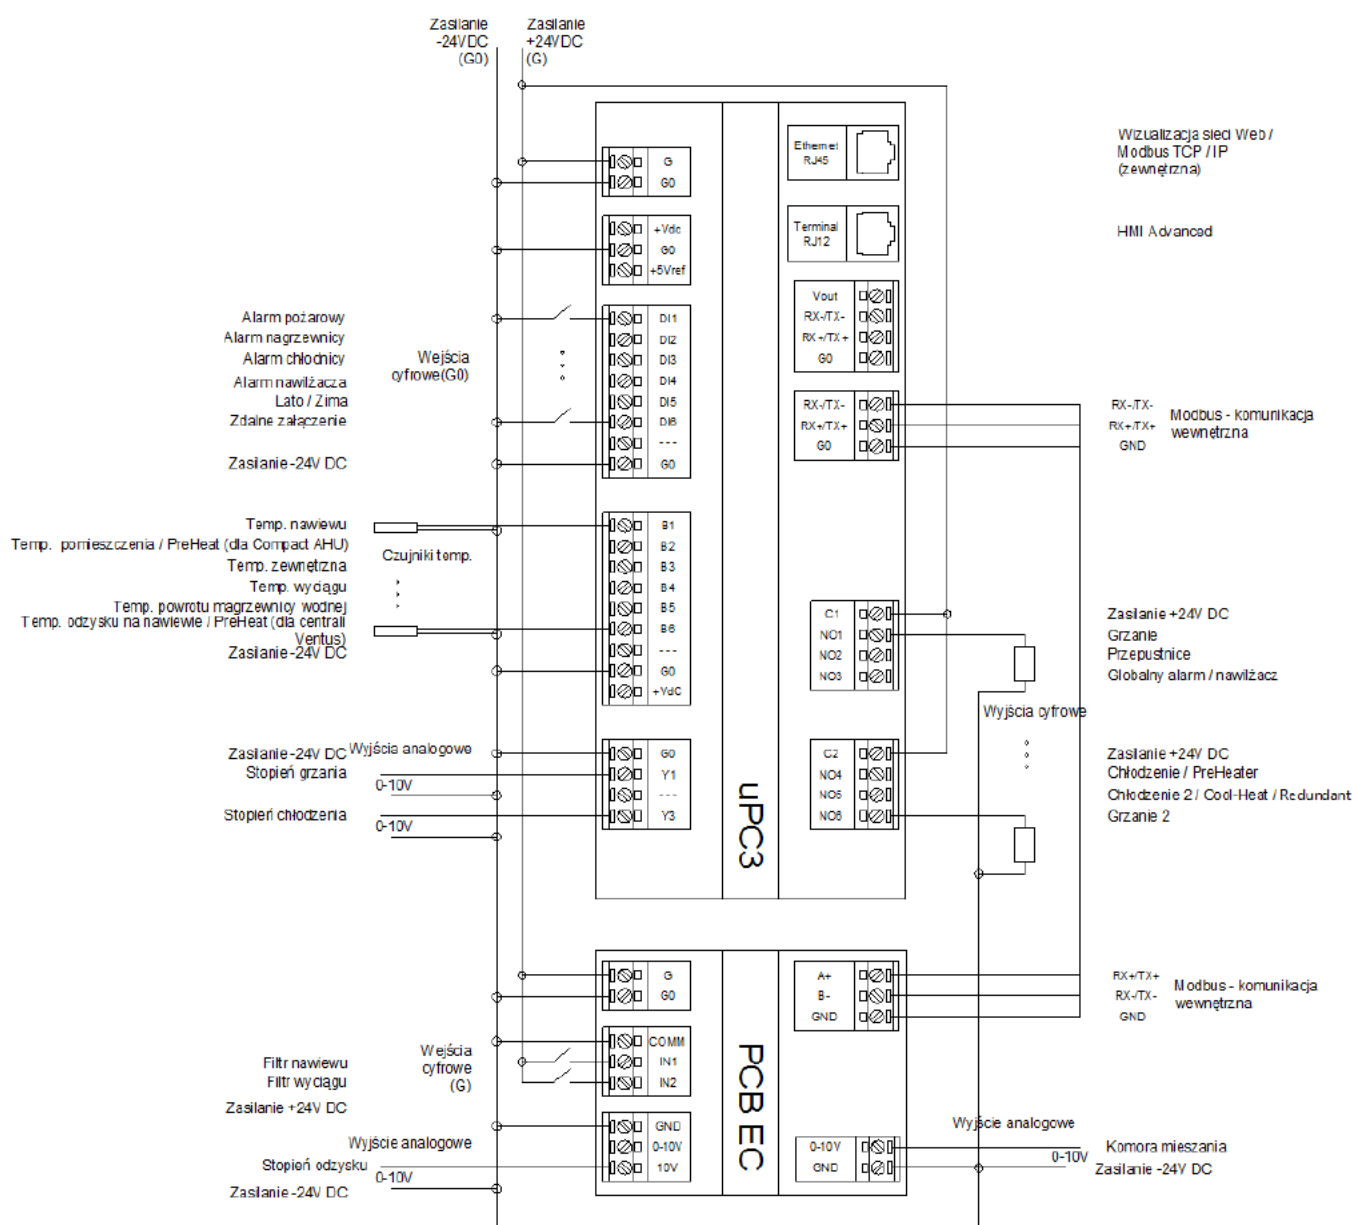 Zasilanie
-24VDC
(G0)
Zasilanie
+24VDC
(G)
Ethernet
RJ45
Wizualizacja sieci Web /
Modbus TCP / IP
(zewnętrzna)
G
G0
Terminal
RJ12
HMI Advanced
+Vdc
G0
+5Vref
Vout
RX-/TX-
RX+/TX+
G0
Alarm pożarowy
Alarm nagrzewnicy
Alarm chłodnicy
Alarm nawilżacza
Lato / Zima
Zdalne załączenie
Zasilanie -24V DC
Wejścia
cyfrowe(G0)
DI1
DI2
DI3
DI4
DI5
DI6
---
G0
RX-/TX-
RX+/TX+
G0
RX-/TX-
RX+/TX+
GND
Modbus - komunikacja
wewnętrzna
Temp. nawiewu
Temp. pomieszczenia / PreHeat (dla Compact AHU)
Temp. zewnętrzna
Temp. wyciągu
Temp. powrotu magrzewnicy wodnej
Temp. odzysku na nawiewie / PreHeat (dla centrali
Ventus)
Zasilanie -24V DC
Czujniki temp.
B1
B2
B3
B4
B5
B6
---
G0
+VdC
C1
NO1
NO2
NO3
Zasilanie +24V DC
Grzanie
Przepustnice
Globalny alarm / nawilżacz
Wyjścia cyfrowe
Zasilanie -24V DC
Wyjścia analogowe
Stopień grzania
0-10V
Stopień chłodzenia
0-10V
G0
Y1
---
Y3
uPC3
C2
NO4
NO5
NO6
Zasilanie +24V DC
Chłodzenie / PreHeater
Chłodzenie 2 / Cool-Heat / Redundant
Grzanie 2
G
G0
A+
B-
GND
RX+/TX+
RX-/TX-
GND
Modbus - komunikacja
wewnętrzna
Filtr nawiewu
Filtr wyciągu
Zasilanie +24V DC
Wejścia
cyfrowe
(G)
COMM
IN1
IN2
PCB EC
Wyjście analogowe
Stopień odzysku
0-10V
Zasilanie -24V DC
GND
0-10V
10V
0-10V
GND
Wyjście analogowe
0-10V
Komora mieszania
Zasilanie -24V DC